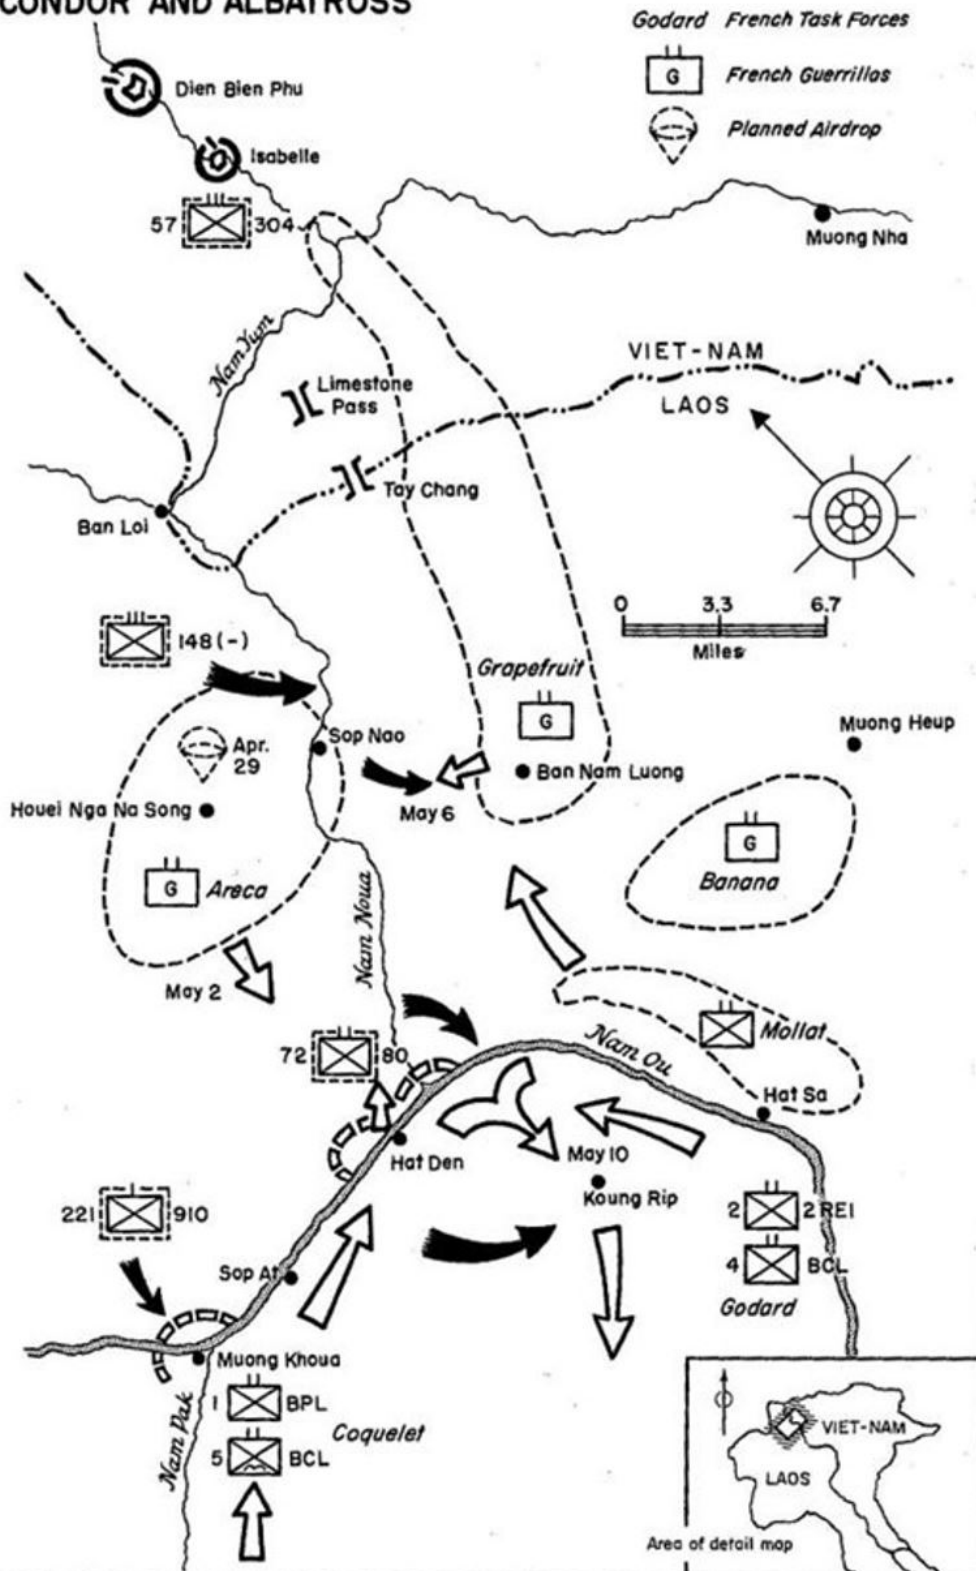 CONDOR AND ALBATROSS
Godard French Task Forces
G French Guerrillas
Planned Airdrop
Dien Bien Phu
Isabelle
57 304
Muong Nha
Nam Yum
VIET-NAM
Limestone
Pass
LAOS
Tay Chang
Ban Loi
0 3.3 6.7
Miles
148(-)
Grapefruit
G
Sop Nao
Apr.
29
Muong Heup
Ban Nam Luong
Houei Nga Na Song
May 6
G
Banana
G Areca
Nam Noua
May 2
Mollat
72 80
Nam Ou
Hat Sa
Hat Den
May 10
Koung Rip
221 910
2 2 REI
4 BCL
Sop At
Godard
Muong Khoua
1 BPL
Coquelet
5 BCL
Nam Pak
VIET-NAM
LAOS
Area of detail map